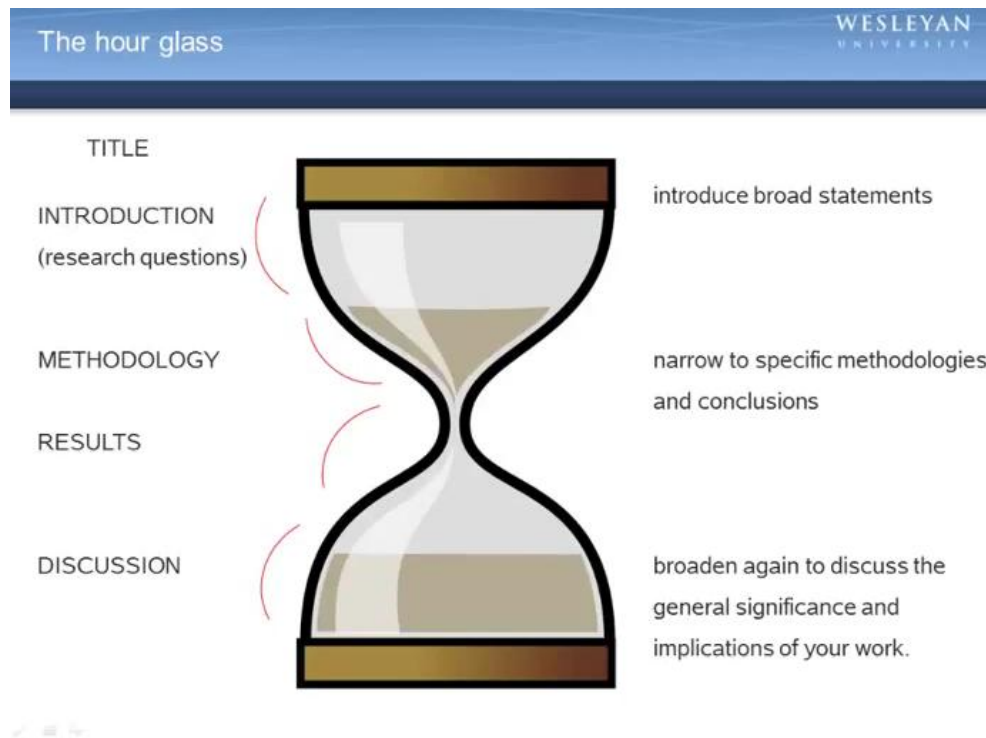 The hour glass
WESLEYAN
UNIVERSITY
TITLE
INTRODUCTION
(research questions)
METHODOLOGY
RESULTS
DISCUSSION
introduce broad statements
narrow to specific methodologies
and conclusions
broaden again to discuss the
general significance and
implications of your work.